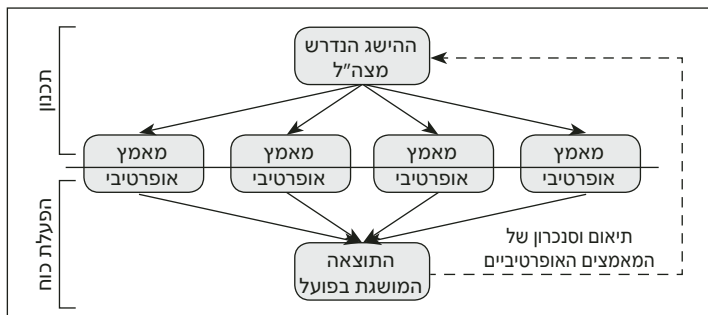 תכנון
ההישג הנדרש
מצה"ל
מאמץ
אופרטיבי
מאמץ
אופרטיבי
מאמץ
אופרטיבי
מאמץ
אופרטיבי
הפעלת כוח
תיאום וסנכרון של
המאמצים האופרטיביים
התוצאה
המושגת בפועל